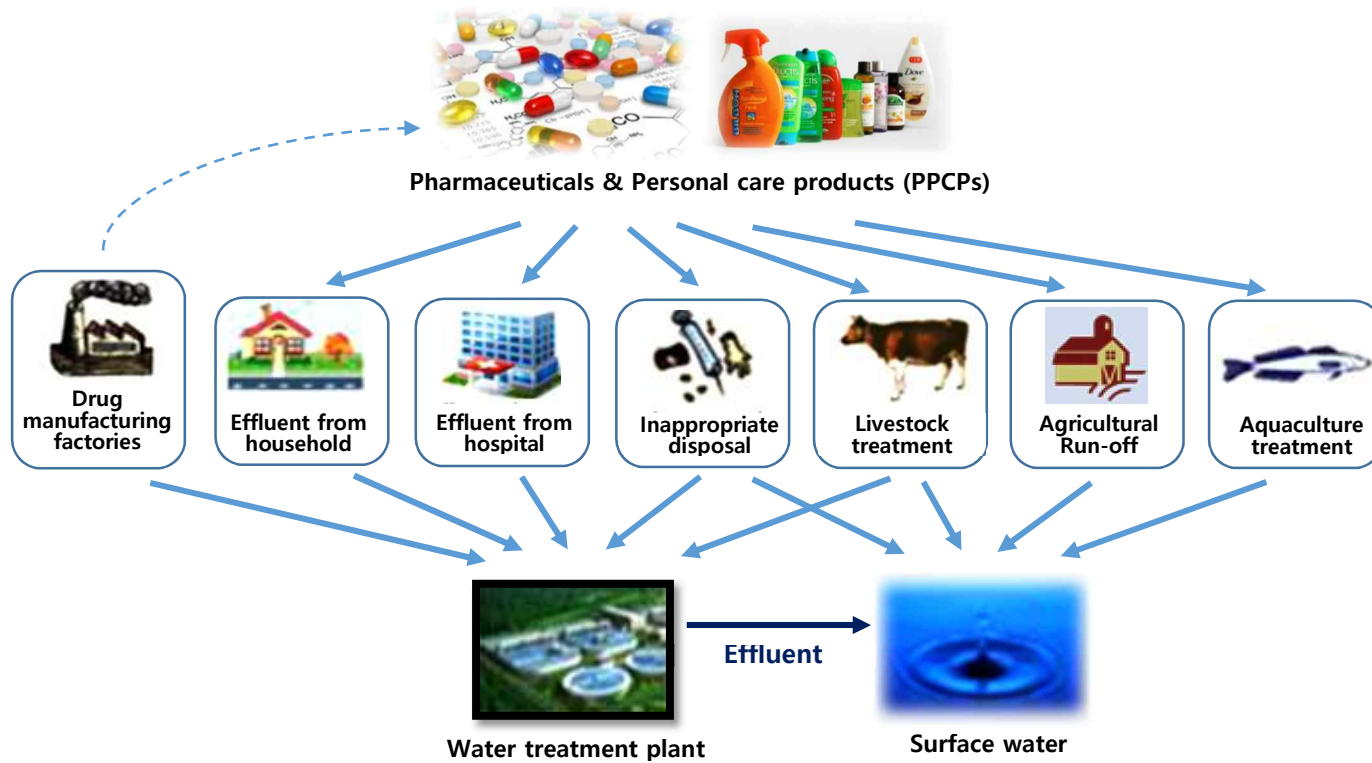 Pharmaceuticals & Personal care products (PPCPs)
Drug
manufacturing
factories
Effluent from
household
Effluent from
hospital
Inappropriate
disposal
Livestock
treatment
Agricultural
Run-off
Aquaculture
treatment
Effluent
Water treatment plant
Surface water
Dove